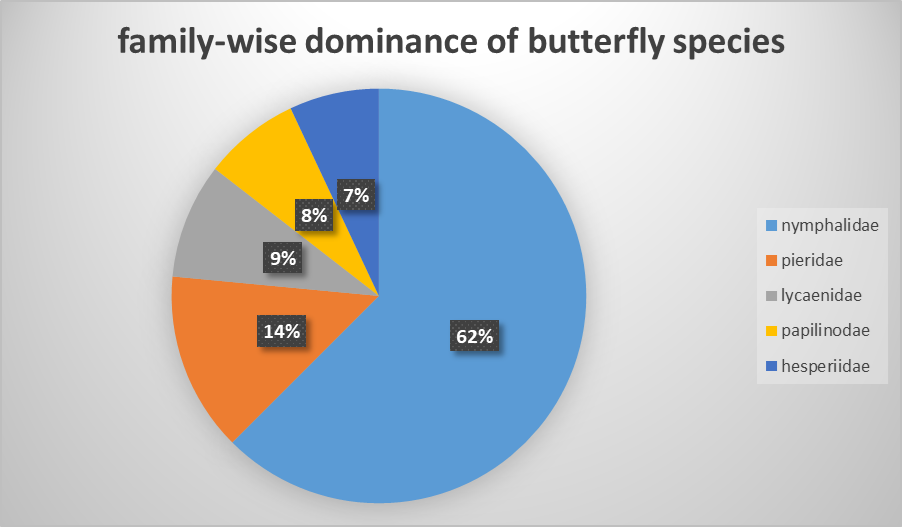 family-wise dominance of butterfly species
7%
8%
9%
14%
62%
nymphalidae
pieridae
lycaenidae
papilinodae
hesperiidae